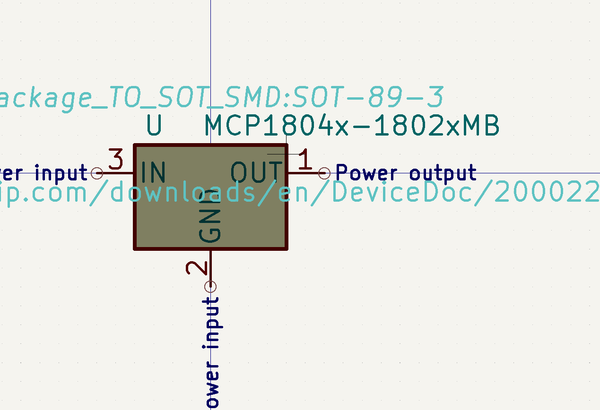 ackage_TO_SOT_SMD:SOT-89-3
U MCP1804x-1802xMB
3 IN OUT 1 Power output
er input
ip.com/downloads/en/DeviceDoc/200022
GND
2
ower input